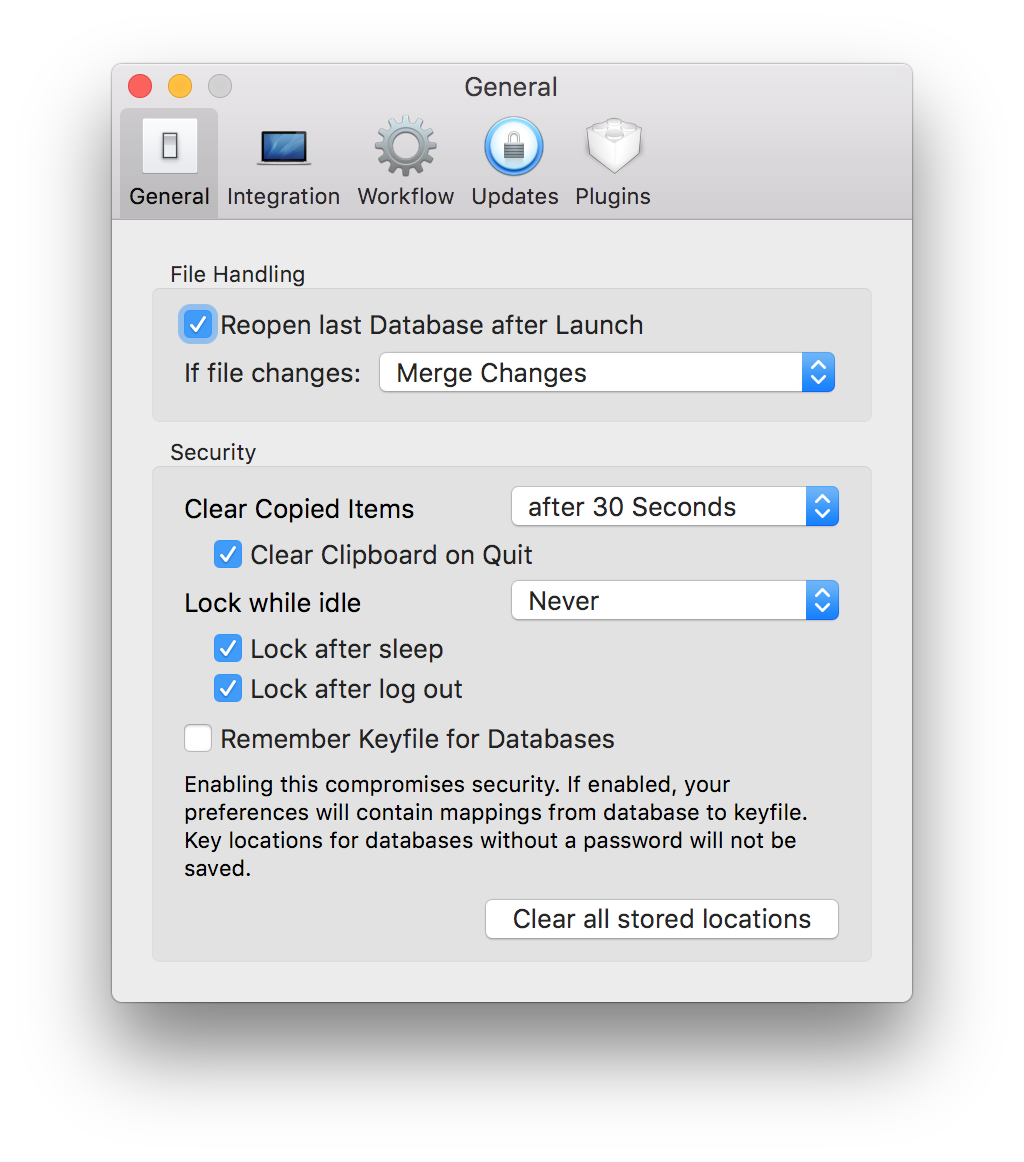 General
General Integration Workflow Updates Plugins
File Handling
Reopen last Database after Launch
If file changes: Merge Changes
Security
Clear Copied Items after 30 Seconds
Clear Clipboard on Quit
Lock while idle Never
Lock after sleep
Lock after log out
Remember Keyfile for Databases
Enabling this compromises security. If enabled, your
preferences will contain mappings from database to keyfile.
Key locations for databases without a password will not be
saved.
Clear all stored locations